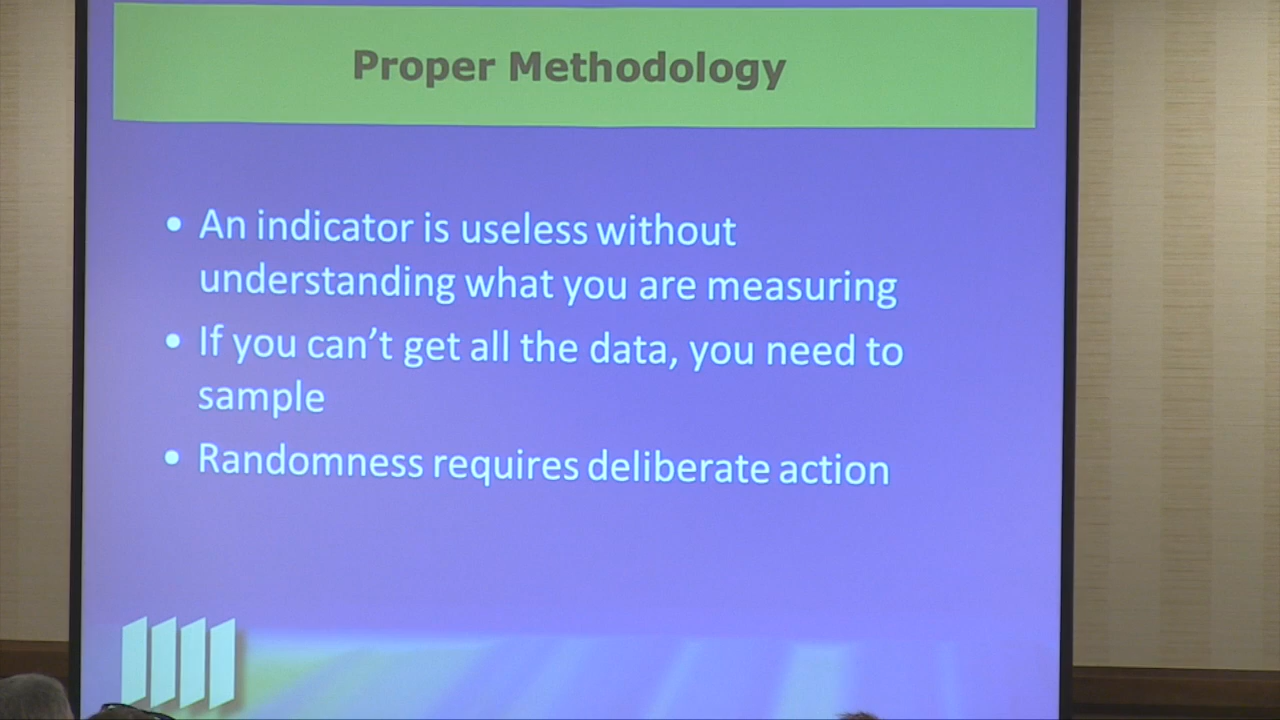 Proper Methodology
• An indicator is useless without
understanding what you are measuring
• If you can't get all the data, you need to
sample
• Randomness requires deliberate action